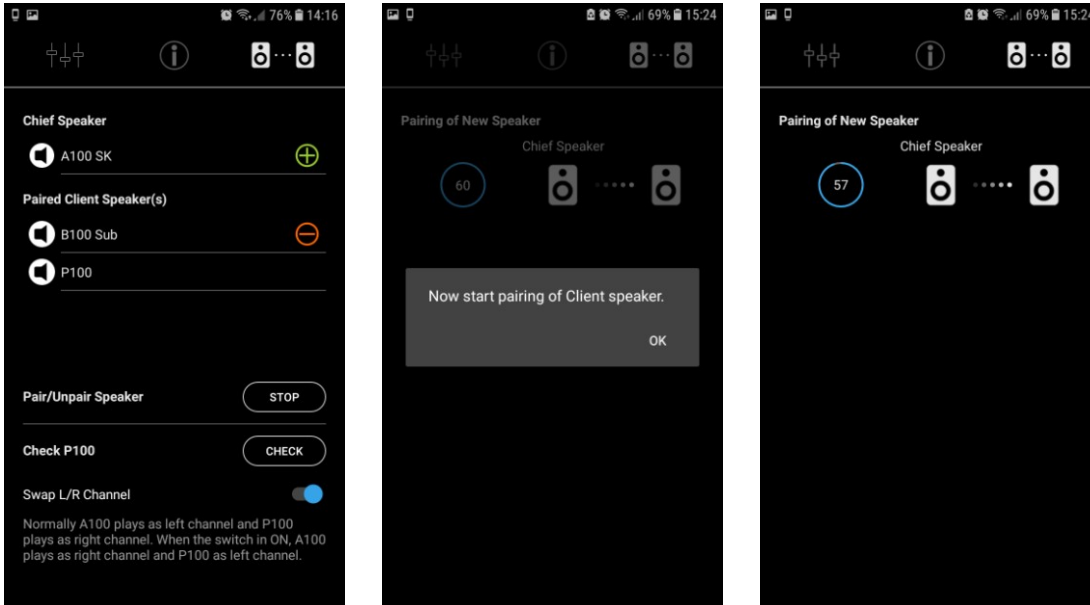 76% 14:16
Chief Speaker
A100 SK
Paired Client Speaker(s)
B100 Sub
P100
Pair/Unpair Speaker
STOP
Check P100
CHECK
Swap L/R Channel
Normally A100 plays as left channel and P100
plays as right channel. When the switch in ON, A100
plays as right channel and P100 as left channel.
69% 15:24
Pairing of New Speaker
Chief Speaker
60
Now start pairing of Client speaker.
OK
69% 15:24
Pairing of New Speaker
Chief Speaker
57